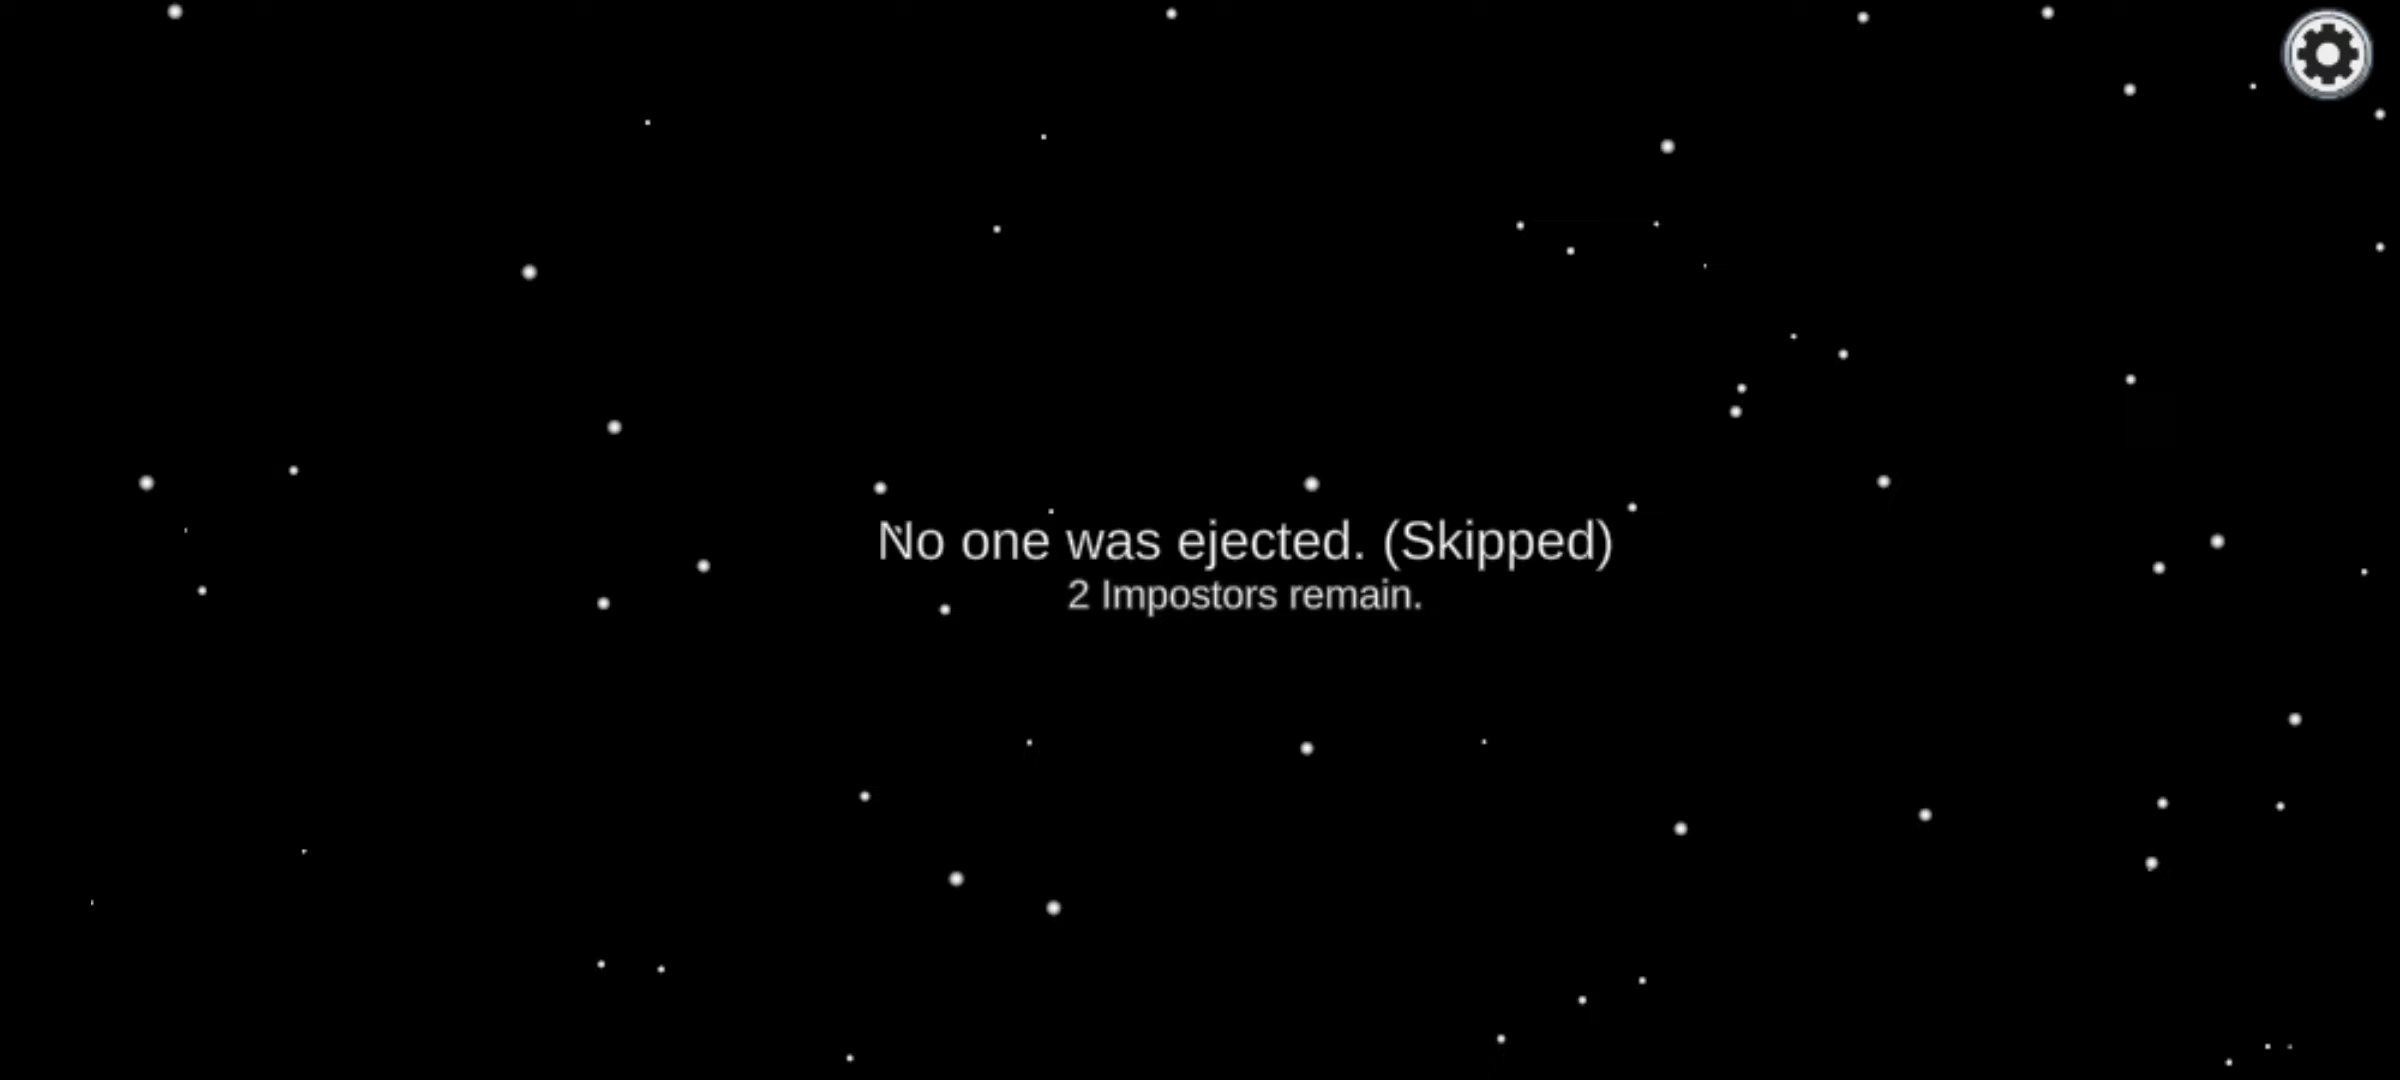 No one was ejected. (Skipped)
2 Impostors remain.